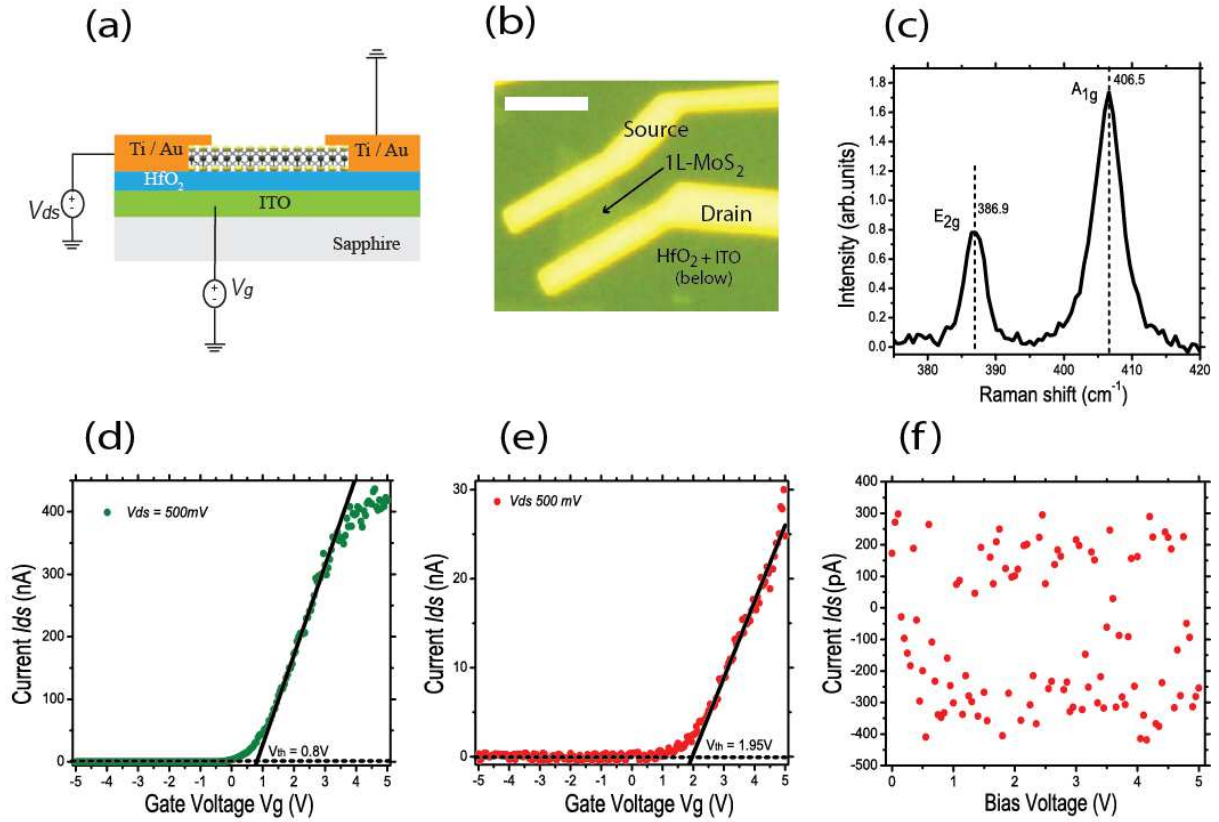 (a)
Ti / Au
Ti / Au
HfO₂
ITO
Sapphire
Vds
Vg
(b)
Source
1L-MoS₂
Drain
HfO₂ + ITO
(below)
(c)
Intensity (arb.units)
1.8
1.6
1.4
1.2
1.0
0.8
0.6
0.4
0.2
0.0
A1g
406.5
E2g
386.9
380 390 400 410 420
Raman shift (cm⁻¹)
(d)
Current Ids (nA)
400
300
200
100
0
Vds = 500mV
Vth = 0.8V
-5 -4 -3 -2 -1 0 1 2 3 4 5
Gate Voltage Vg (V)
(e)
Current Ids (nA)
30
20
10
0
Vds 500 mV
Vth = 1.95V
-5 -4 -3 -2 -1 0 1 2 3 4 5
Gate Voltage Vg (V)
(f)
Current Ids (pA)
400
300
200
100
0
-100
-200
-300
-400
-500
0 1 2 3 4 5
Bias Voltage (V)